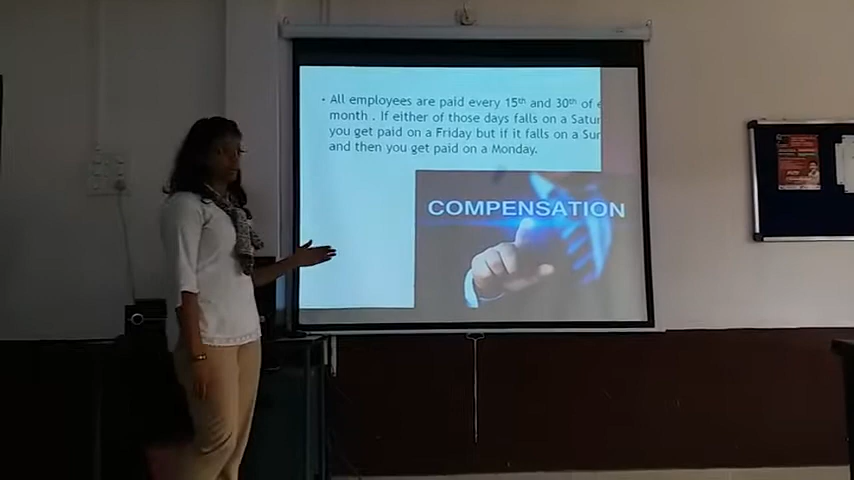 • All employees are paid every 15th and 30th of e
month . If either of those days falls on a Satur
you get paid on a Friday but if it falls on a Sun
and then you get paid on a Monday.
COMPENSATION